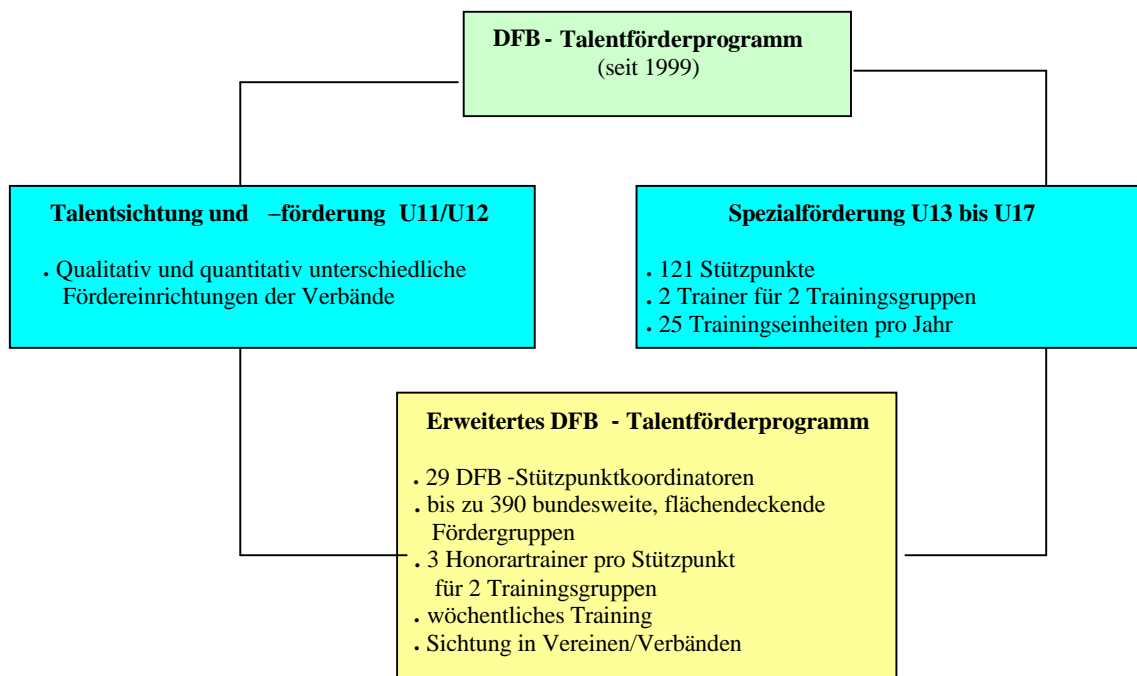 DFB - Talentförderprogramm
(seit 1999)
Talentsichtung und –förderung U11/U12
. Qualitativ und quantitativ unterschiedliche
Fördereinrichtungen der Verbände
Spezialförderung U13 bis U17
. 121 Stützpunkte
. 2 Trainer für 2 Trainingsgruppen
. 25 Trainingseinheiten pro Jahr
Erweitertes DFB - Talentförderprogramm
. 29 DFB -Stützpunktkoordinatoren
. bis zu 390 bundesweite, flächendeckende
Fördergruppen
. 3 Honorartrainer pro Stützpunkt
für 2 Trainingsgruppen
. wöchentliches Training
. Sichtung in Vereinen/Verbänden